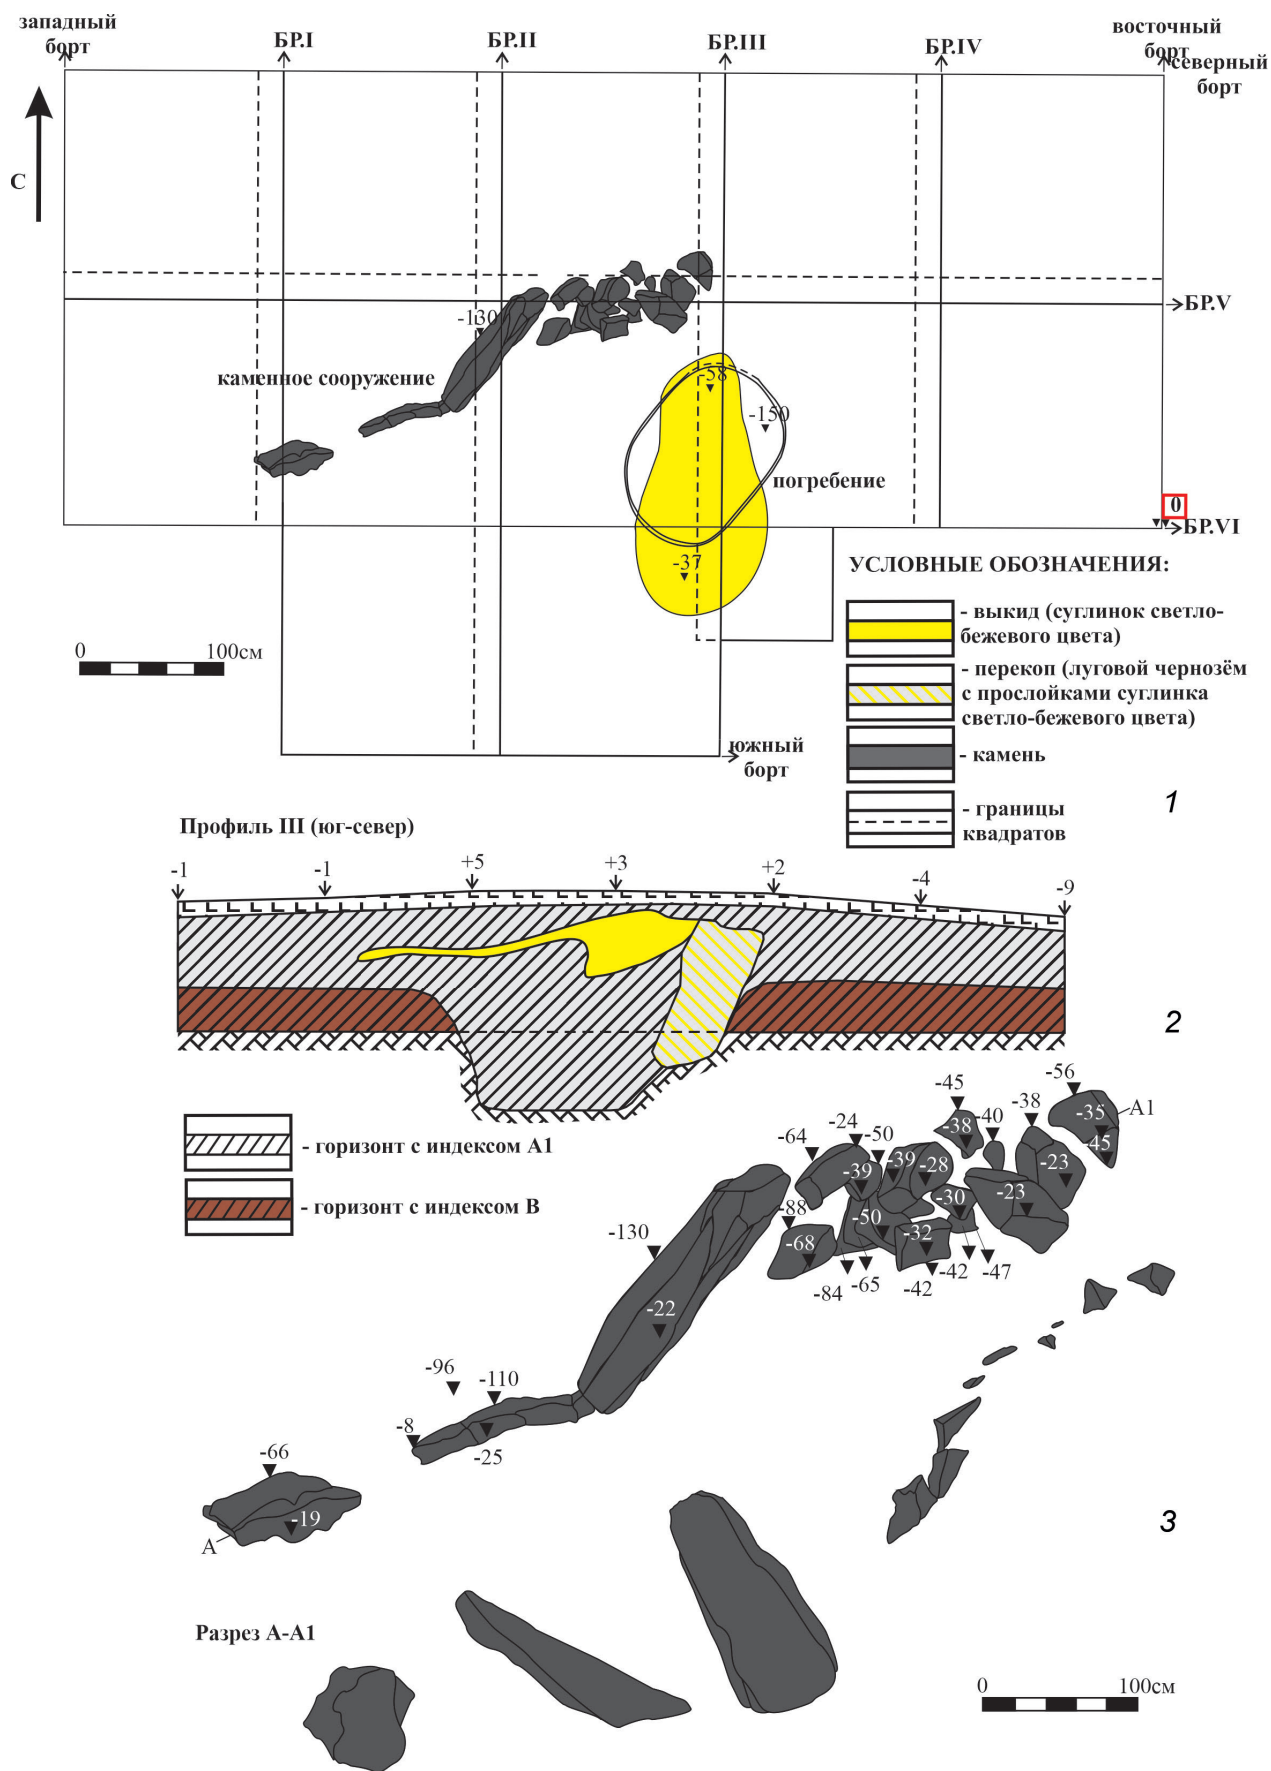 западный
борт
БР.I
БР.II
БР.III
БР.IV
восточный
борт
северный
борт
С
БР.V
-130
каменное сооружение
-58
-150
погребение
0
БР.VI
-37
УСЛОВНЫЕ ОБОЗНАЧЕНИЯ:
- выкид (суглинок светло-
бежевого цвета)
- перекоп (луговой чернозём
с прослойками суглинка
светло-бежевого цвета)
- камень
- границы
квадратов
0 100см
южный
борт
1
Профиль III (юг-север)
-1 -1 +5 +3 +2 -4 -9
2
- горизонт с индексом А1
- горизонт с индексом В
-56
-45
-38
-40
-35
А1
-24
-64
-50
-38
-45
-39
-39
-28
-23
-30
-23
-88
-50
-32
-68
-130
-84
-65
-42
-42
-47
-22
-96
-110
-8
-25
-66
-19
А
3
Разрез А-А1
0 100см